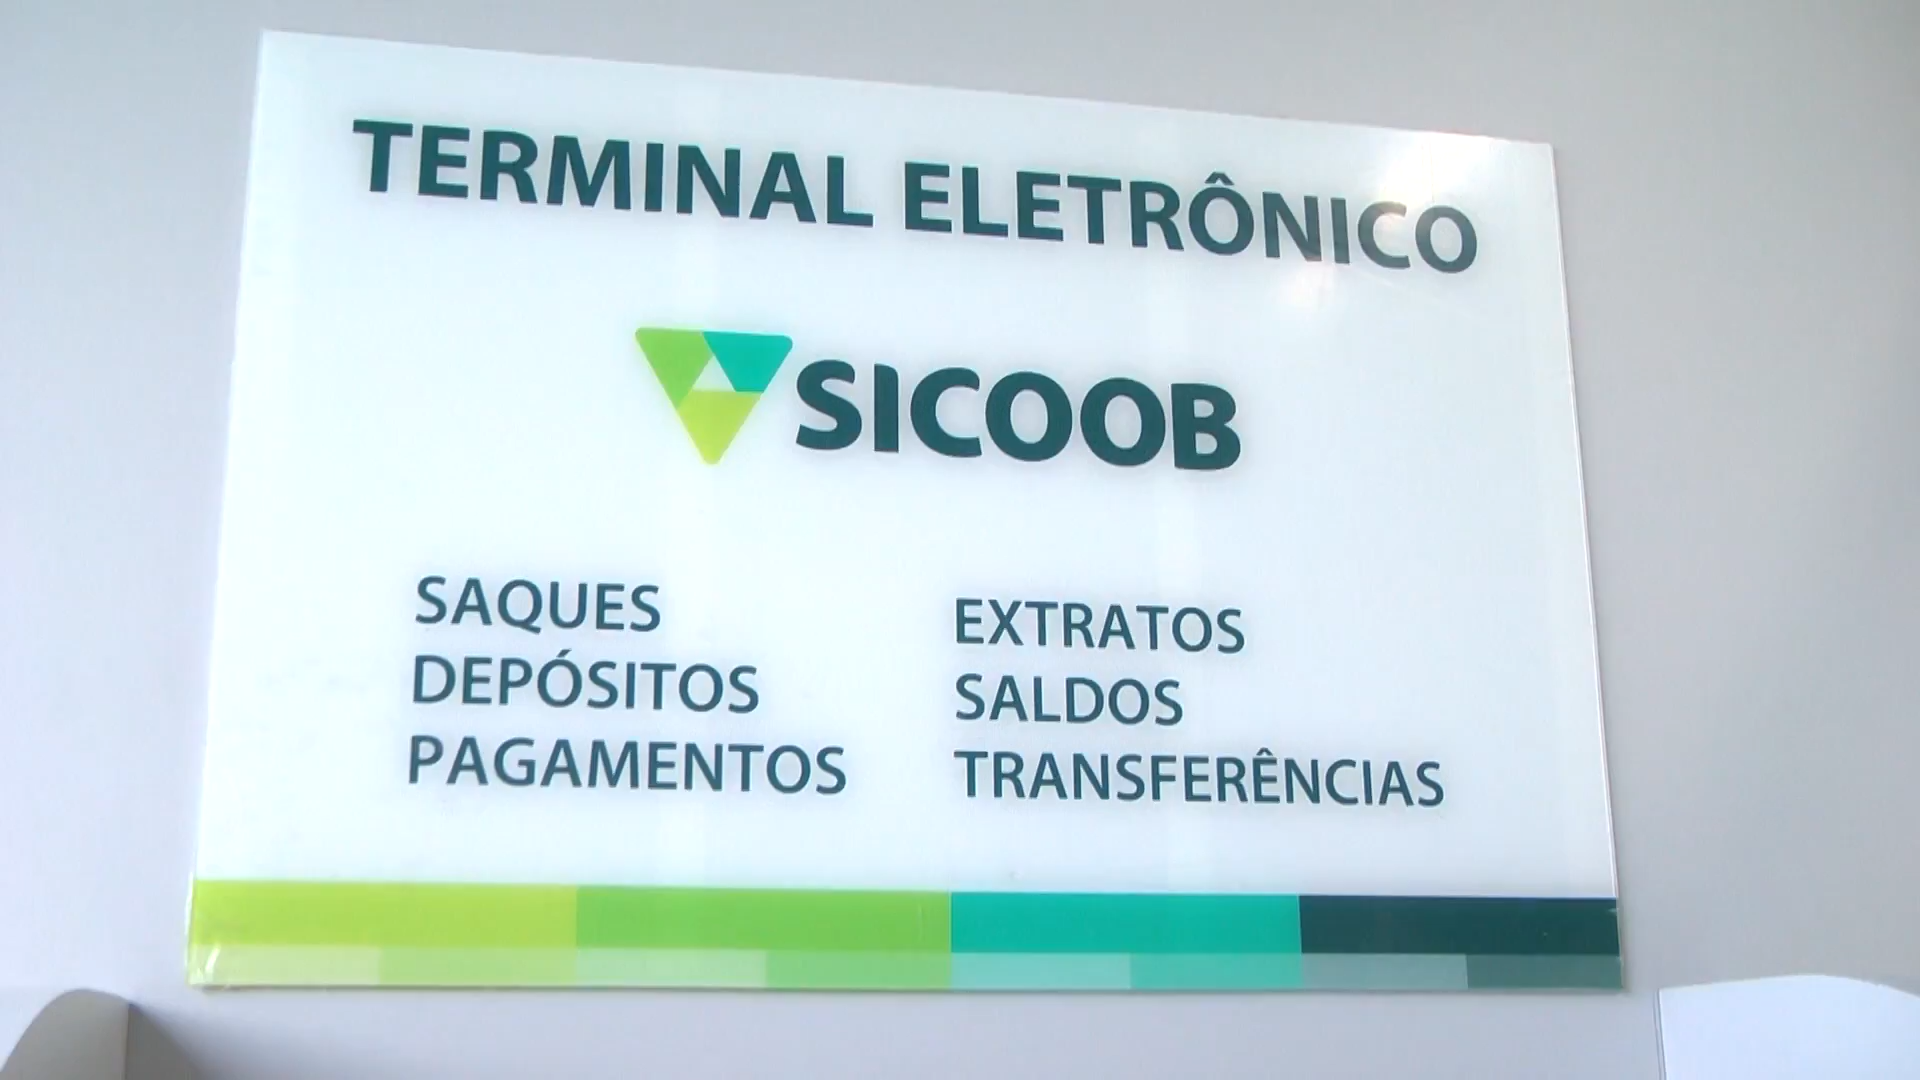 TERMINAL ELETRÔNICO
SICOOB
SAQUES
DEPÓSITOS
PAGAMENTOS
EXTRATOS
SALDOS
TRANSFERÊNCIAS